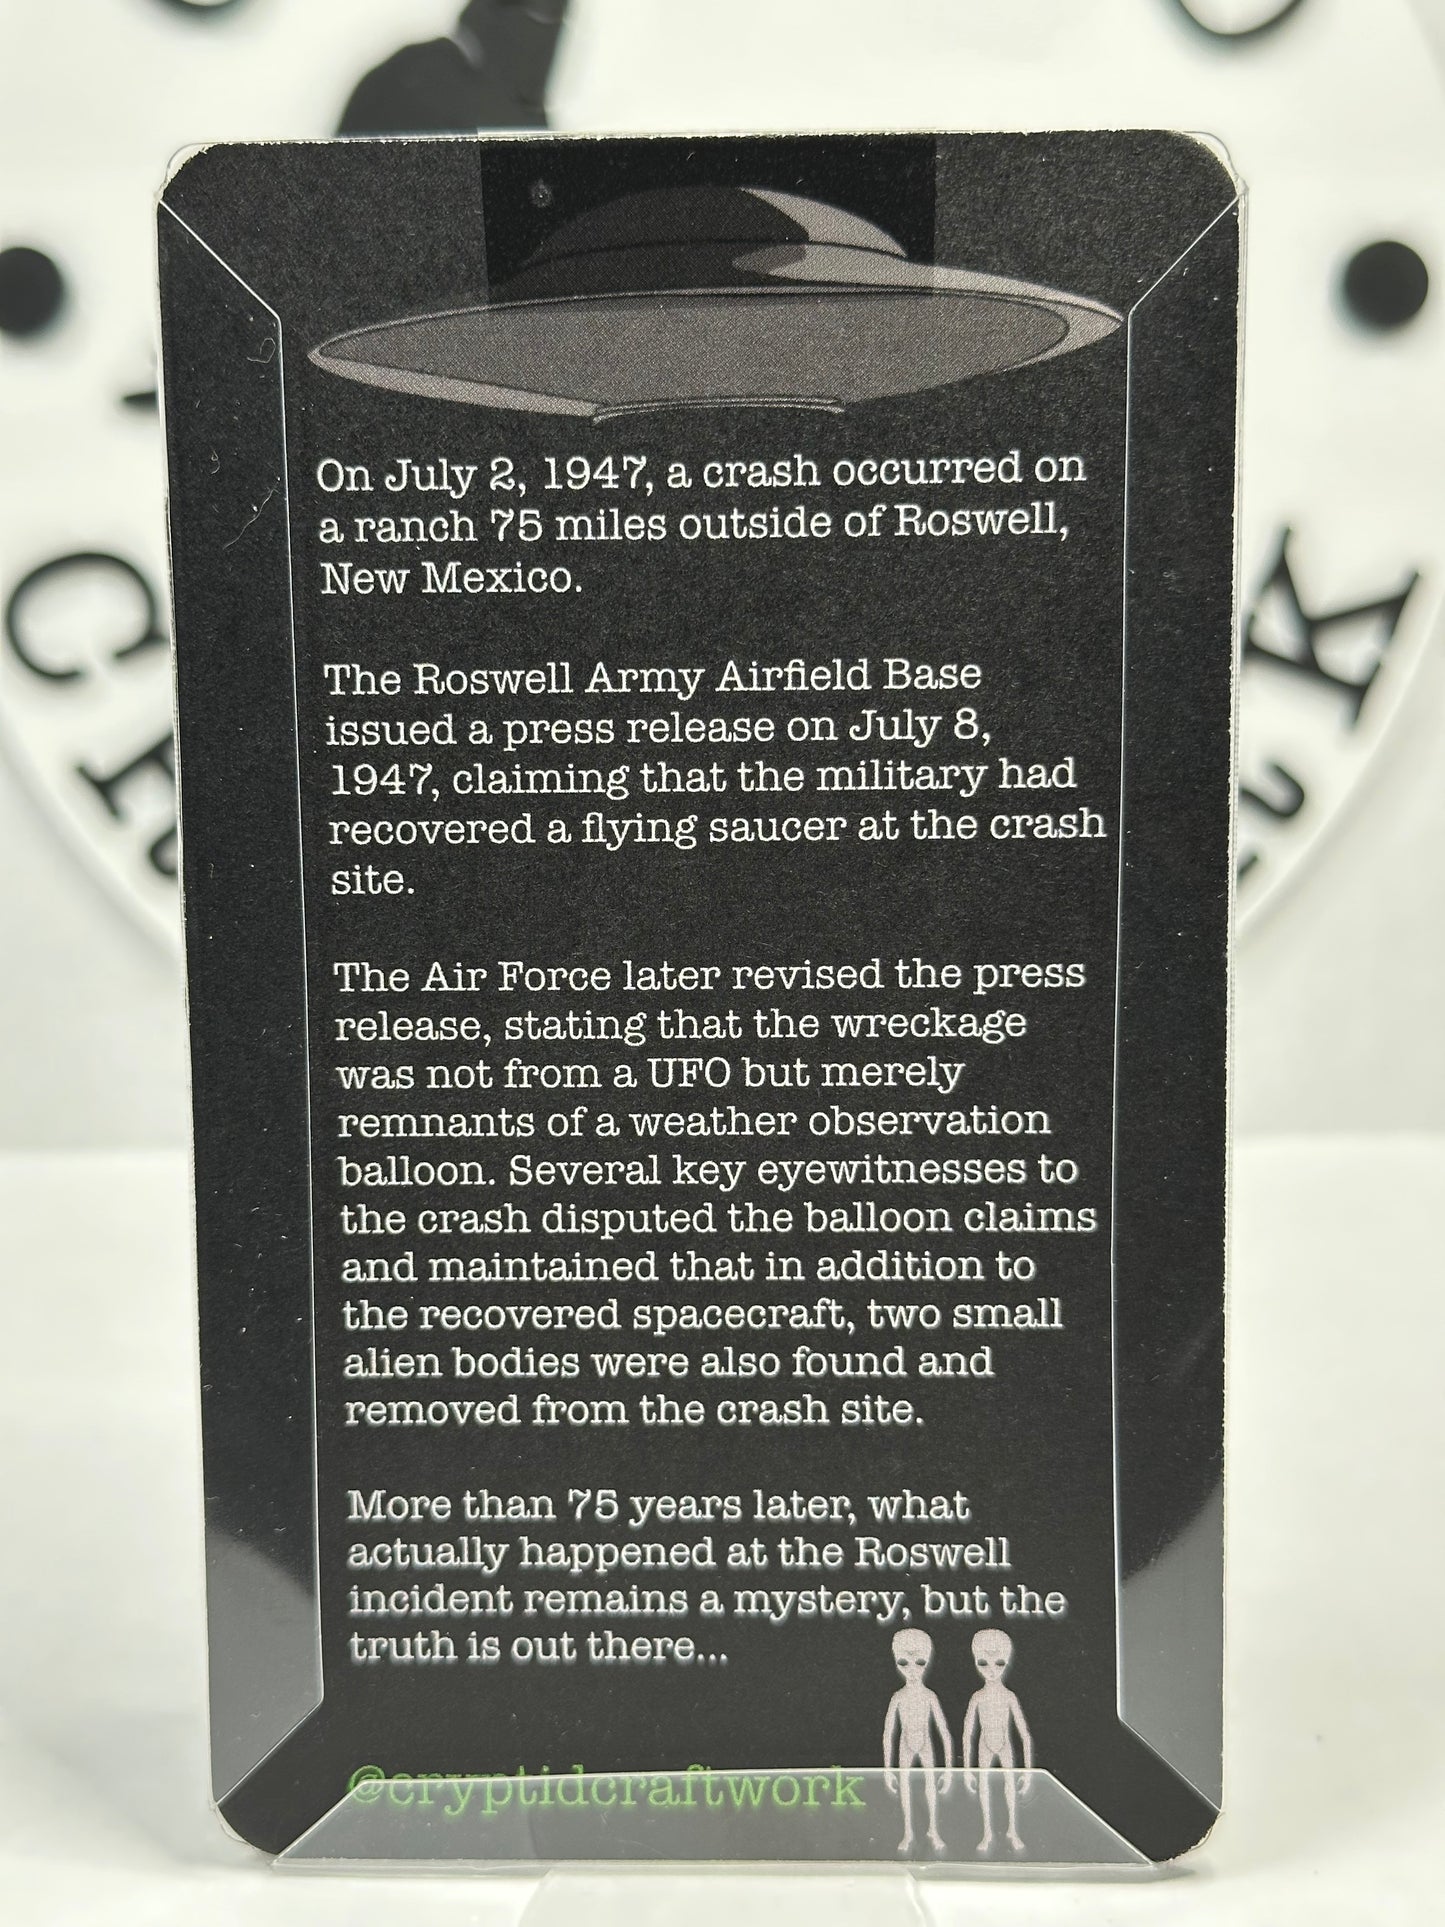 On July 2, 1947, a crash occurred on
a ranch 75 miles outside of Roswell,
New Mexico.
The Roswell Army Airfield Base
issued a press release on July 8,
1947, claiming that the military had
recovered a flying saucer at the crash
site.
The Air Force later revised the press
release, stating that the wreckage
was not from a UFO but merely
remnants of a weather observation
balloon. Several key eyewitnesses to
the crash disputed the balloon claims
and maintained that in addition to
the recovered spacecraft, two small
alien bodies were also found and
removed from the crash site.
More than 75 years later, what
actually happened at the Roswell
incident remains a mystery, but the
truth is out there...
@cryptidcraftwork